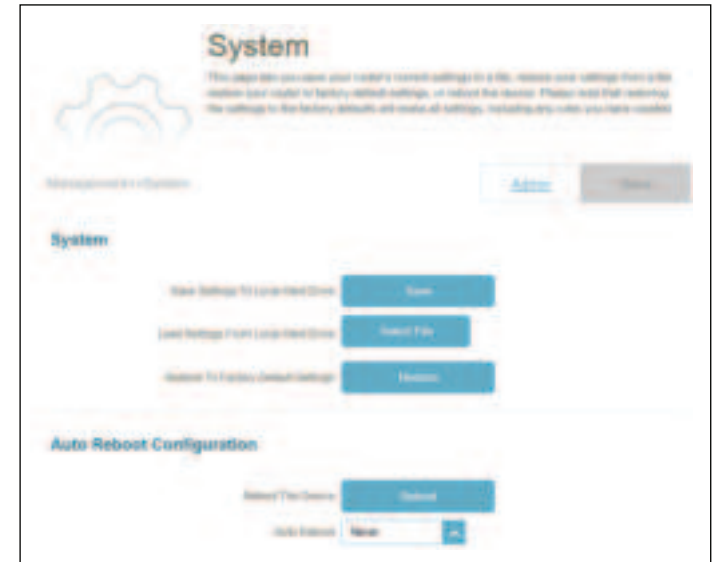 System
This page lets you save your router's current settings to a file, restore your settings from a file
restore your router to factory default settings, or reboot the device. Please note that restoring
the settings to the factory defaults will erase all settings, including any rules you have created
Management>>System
Admin Save
System
Save Settings To Local Hard Drive Save
Load Settings From Local Hard Drive Select File
Restore To Factory Default Settings Restore
Auto Reboot Configuration
Reboot The Device Reboot
Auto Reboot Never